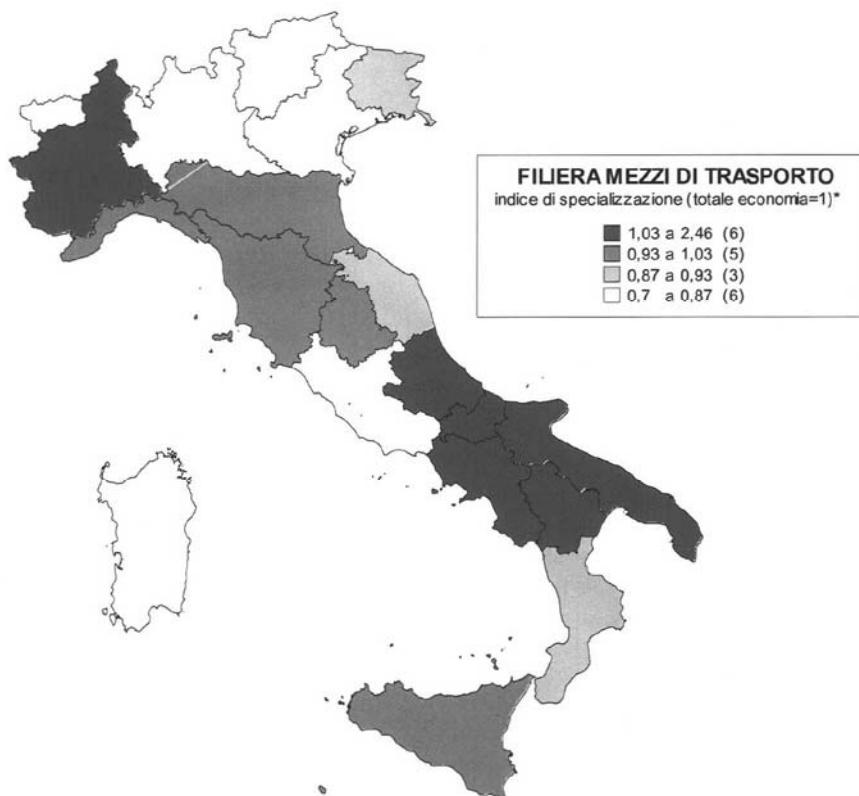 FILIERA MEZZI DI TRASPORTO
indice di specializzazione (totale economia=1)*
1,03 a 2,46 (6)
0,93 a 1,03 (5)
0,87 a 0,93 (3)
0,7 a 0,87 (6)